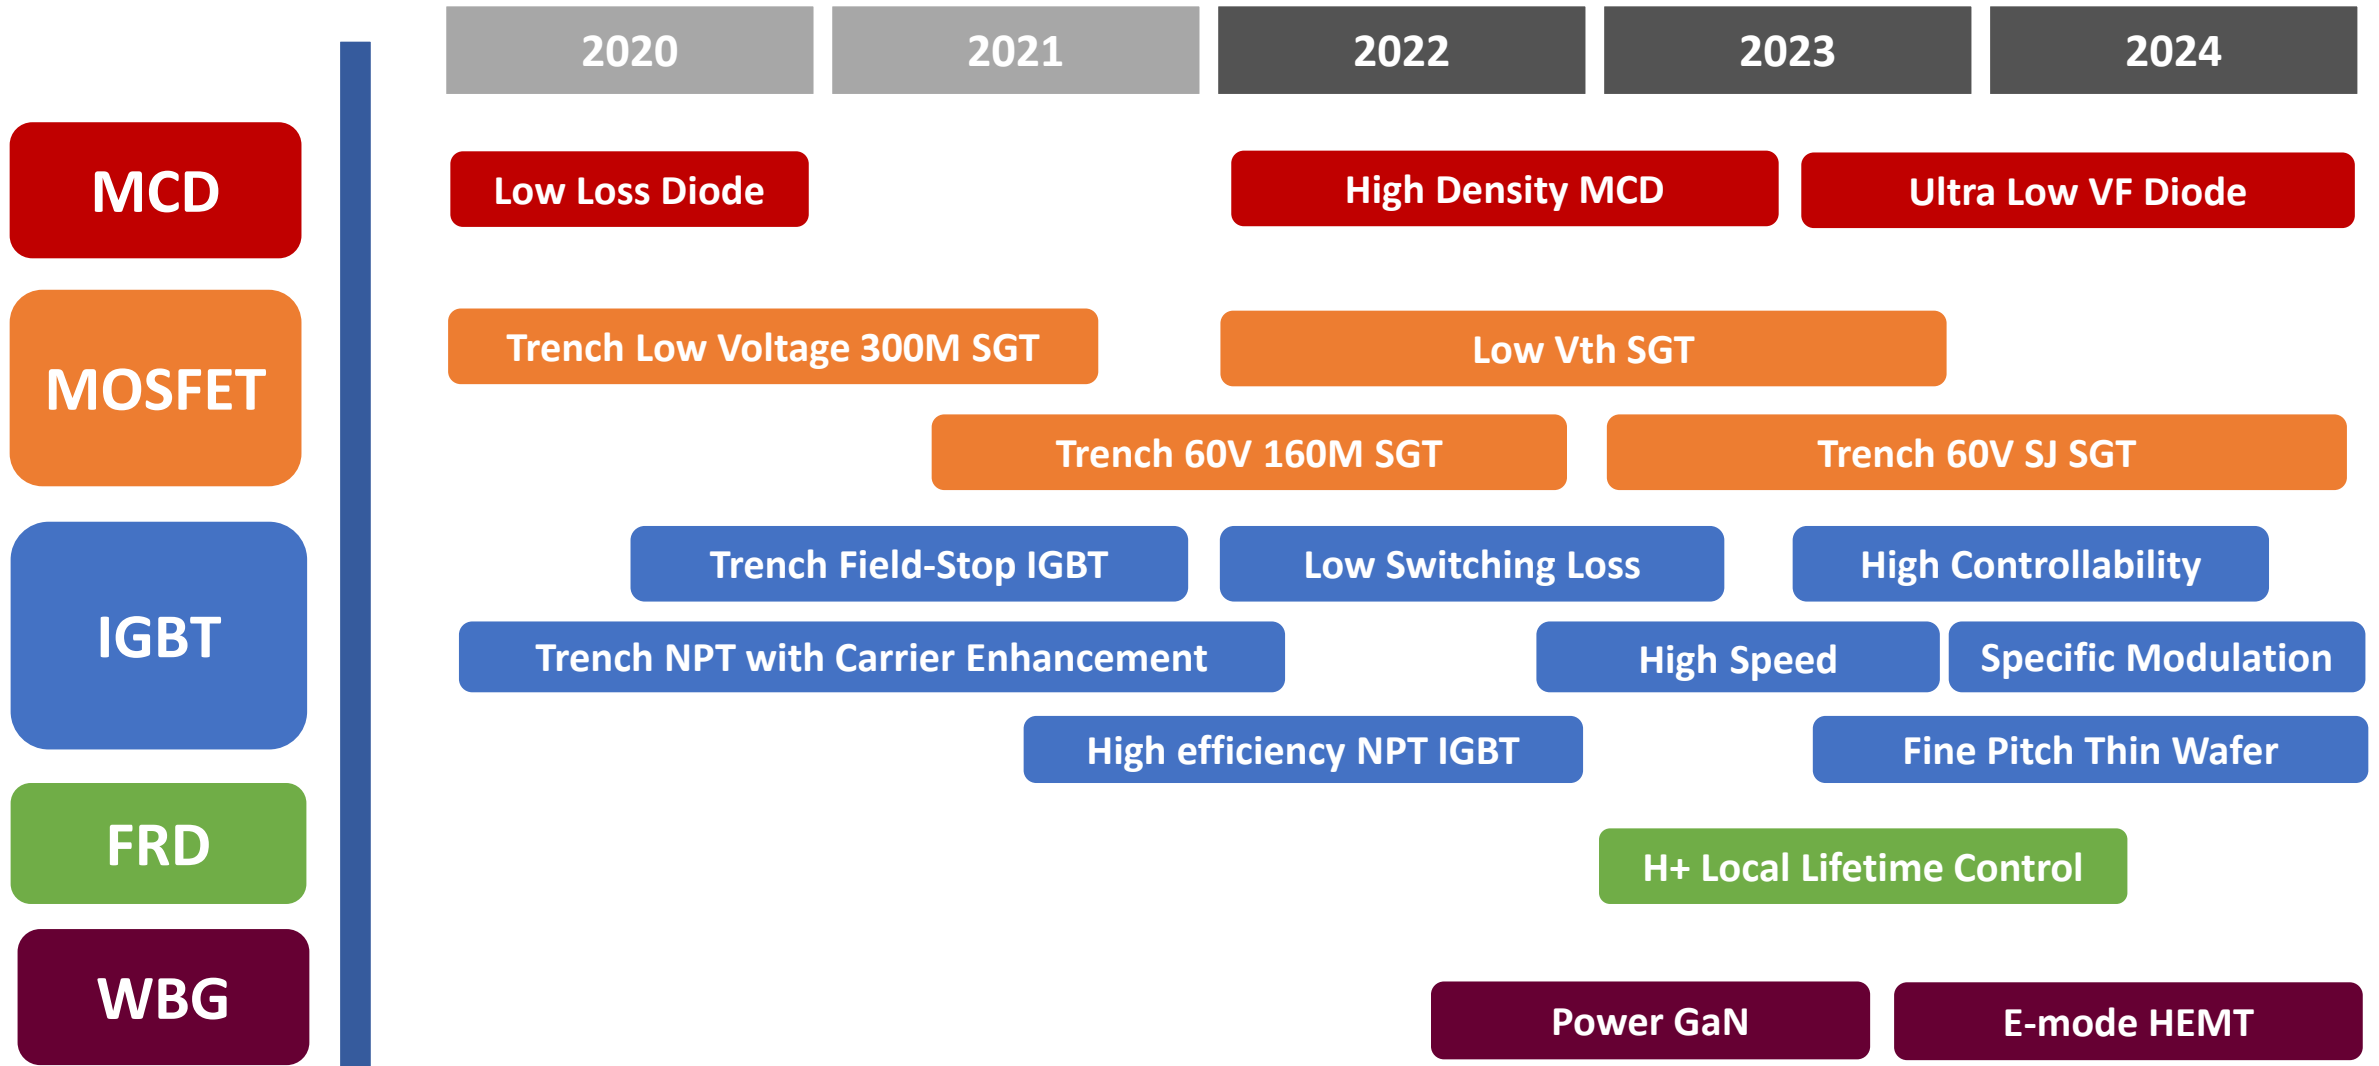 2020
2021
2022
2023
2024
MCD
Low Loss Diode
High Density MCD
Ultra Low VF Diode
MOSFET
Trench Low Voltage 300M SGT
Low Vth SGT
Trench 60V 160M SGT
Trench 60V SJ SGT
IGBT
Trench Field-Stop IGBT
Low Switching Loss
High Controllability
Trench NPT with Carrier Enhancement
High Speed
Specific Modulation
High efficiency NPT IGBT
Fine Pitch Thin Wafer
FRD
H+ Local Lifetime Control
WBG
Power GaN
E-mode HEMT